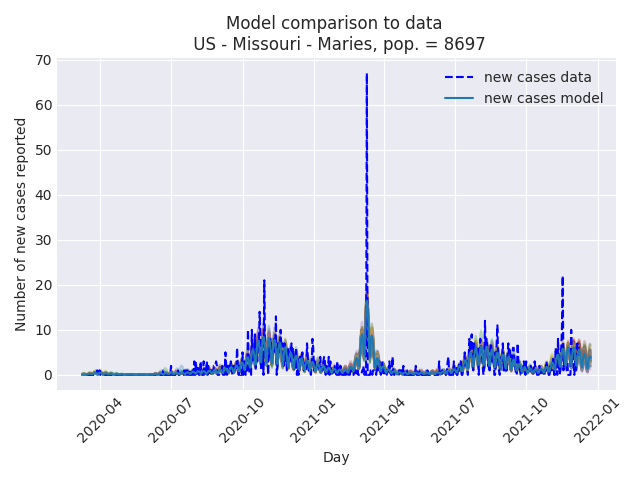 Model comparison to data
US - Missouri - Maries, pop. = 8697
new cases data
new cases model
Number of new cases reported
70
60
50
40
30
20
10
0
2020-04
2020-07
2020-10
2021-01
2021-04
2021-07
2021-10
2022-01
Day